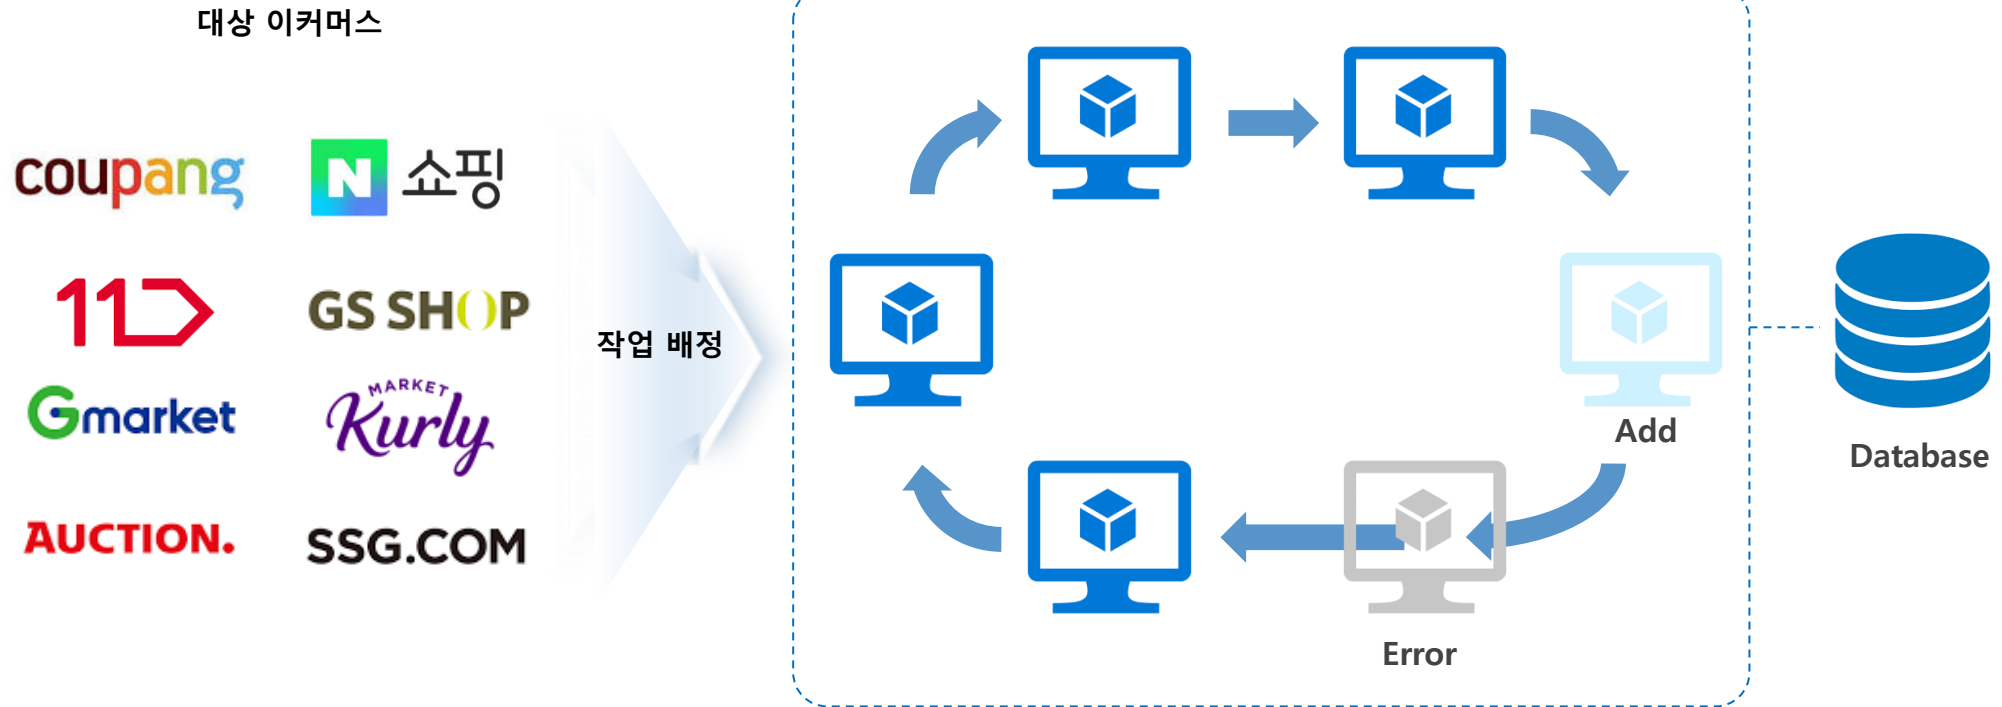 대상 이커머스
coupang
N 쇼핑
11
GS SHOP
작업 배정
Gmarket
MARKET
Kurly
Add
Database
AUCTION.
SSG.COM
Error